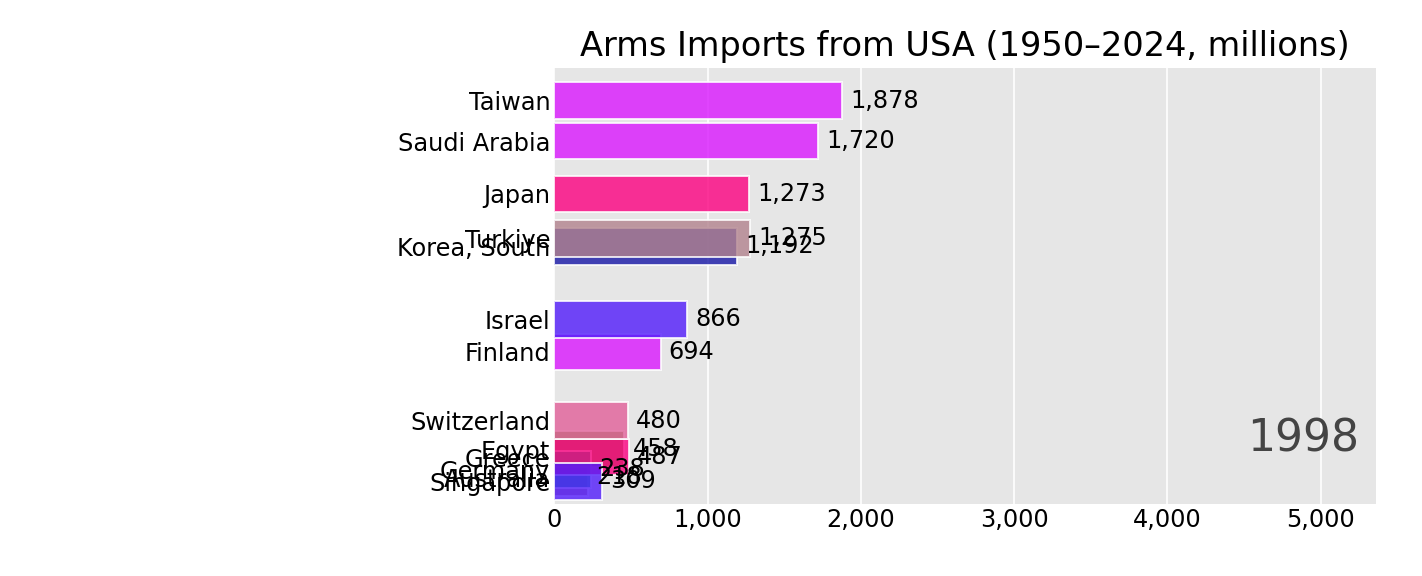 Arms Imports from USA (1950–2024, millions)
Taiwan 1,878
Saudi Arabia 1,720
Japan 1,273
Turkiye 1,275
Korea, South 1,192
Israel 866
Finland 694
Switzerland 480
Egypt 458
Greece 487
Germany 238
Australia
Singapore 309
1998
0 1,000 2,000 3,000 4,000 5,000